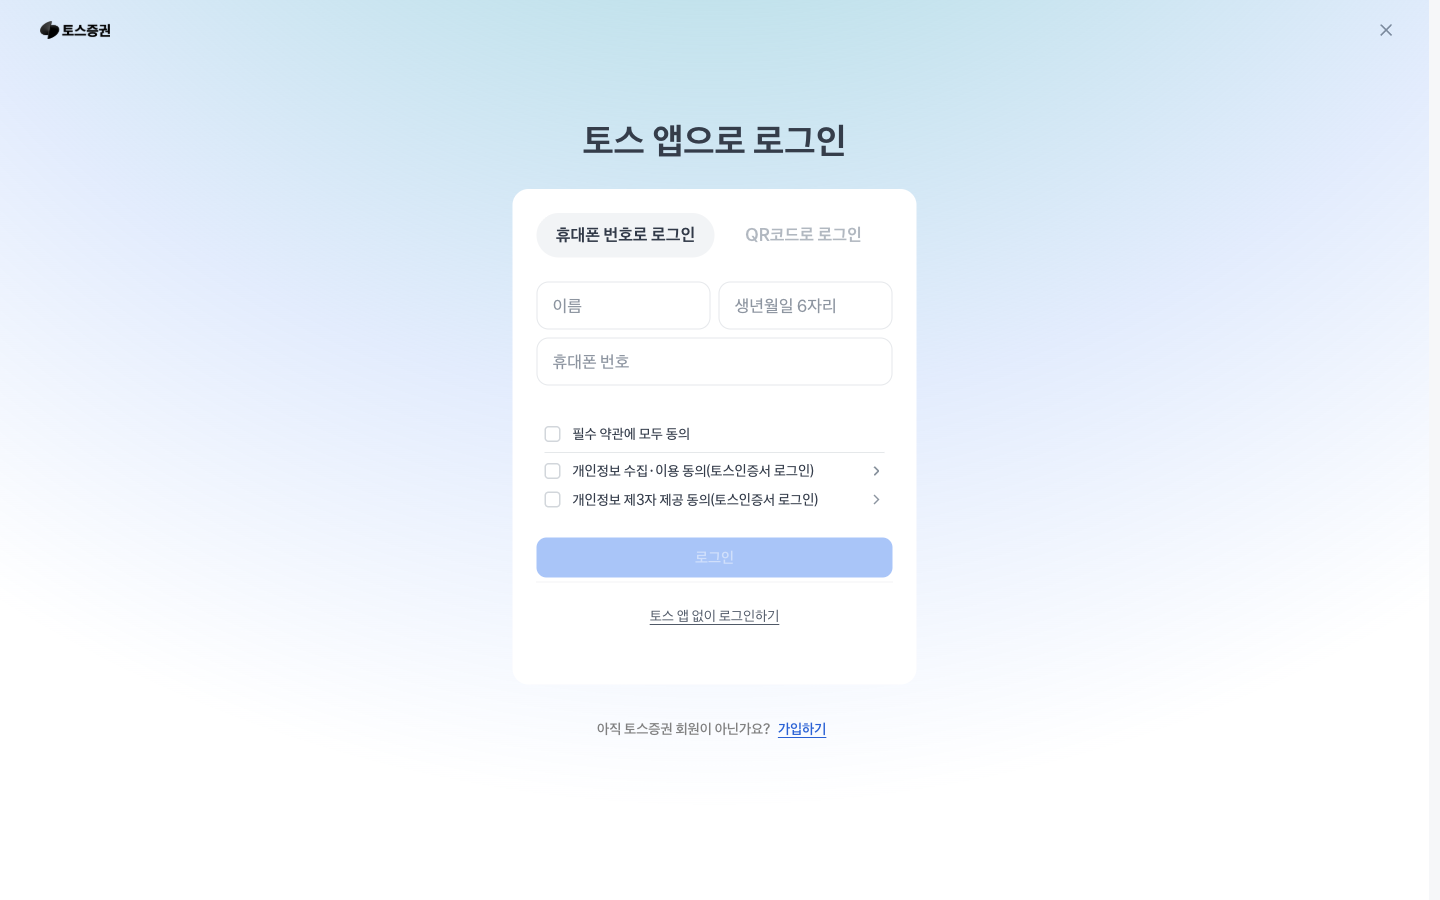 토스증권
토스 앱으로 로그인
휴대폰 번호로 로그인
QR코드로 로그인
이름
생년월일 6자리
휴대폰 번호
필수 약관에 모두 동의
개인정보 수집·이용 동의(토스인증서 로그인)
개인정보 제3자 제공 동의(토스인증서 로그인)
로그인
토스 앱 없이 로그인하기
아직 토스증권 회원이 아닌가요? 가입하기